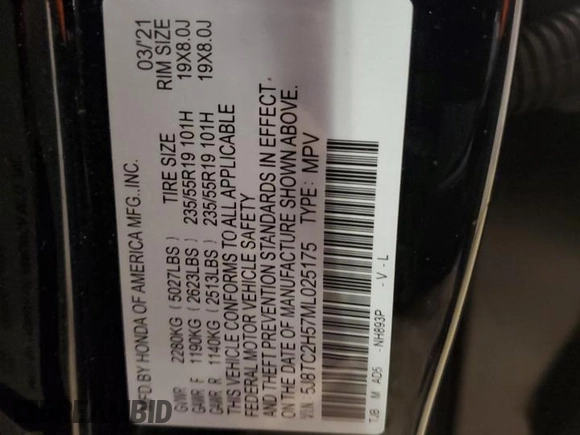 MFD BY HONDA OF AMERICA MFG., INC. 03/'21
GVWR 2280KG (5027LBS) TIRE SIZE RIM SIZE
GAWR F 1190KG (2623LBS) 235/55R19 101H 19X8.0J
GAWR R 1140KG (2513LBS) 235/55R19 101H 19X8.0J
THIS VEHICLE CONFORMS TO ALL APPLICABLE
FEDERAL MOTOR VEHICLE SAFETY
AND THEFT PREVENTION STANDARDS IN EFFECT
ON THE DATE OF MANUFACTURE SHOWN ABOVE.
V.I.N. 5J8TC2H57ML025175 TYPE: MPV
TJB M AD5 -NH893P -V-L